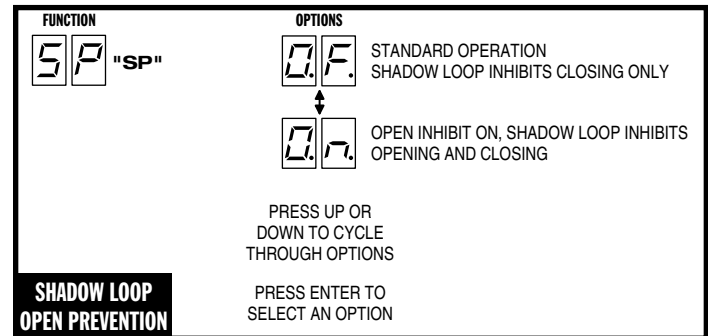 FUNCTION
OPTIONS
SP "SP"
O.F. STANDARD OPERATION
SHADOW LOOP INHIBITS CLOSING ONLY
O.n. OPEN INHIBIT ON, SHADOW LOOP INHIBITS
OPENING AND CLOSING
PRESS UP OR
DOWN TO CYCLE
THROUGH OPTIONS
SHADOW LOOP
OPEN PREVENTION
PRESS ENTER TO
SELECT AN OPTION